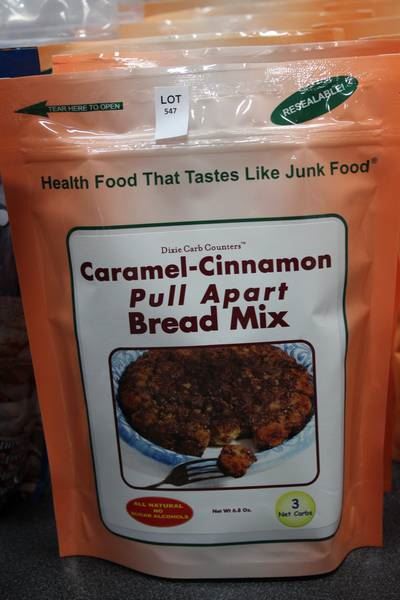 TEAR HERE TO OPEN
LOT
547
RESEALABLE!
Health Food That Tastes Like Junk Food®
Dixie Carb Counters™
Caramel-Cinnamon
Pull Apart
Bread Mix
ALL NATURAL
NO
SUGAR ALCOHOLS
Net Wt 6.8 Oz.
3
Net Carbs